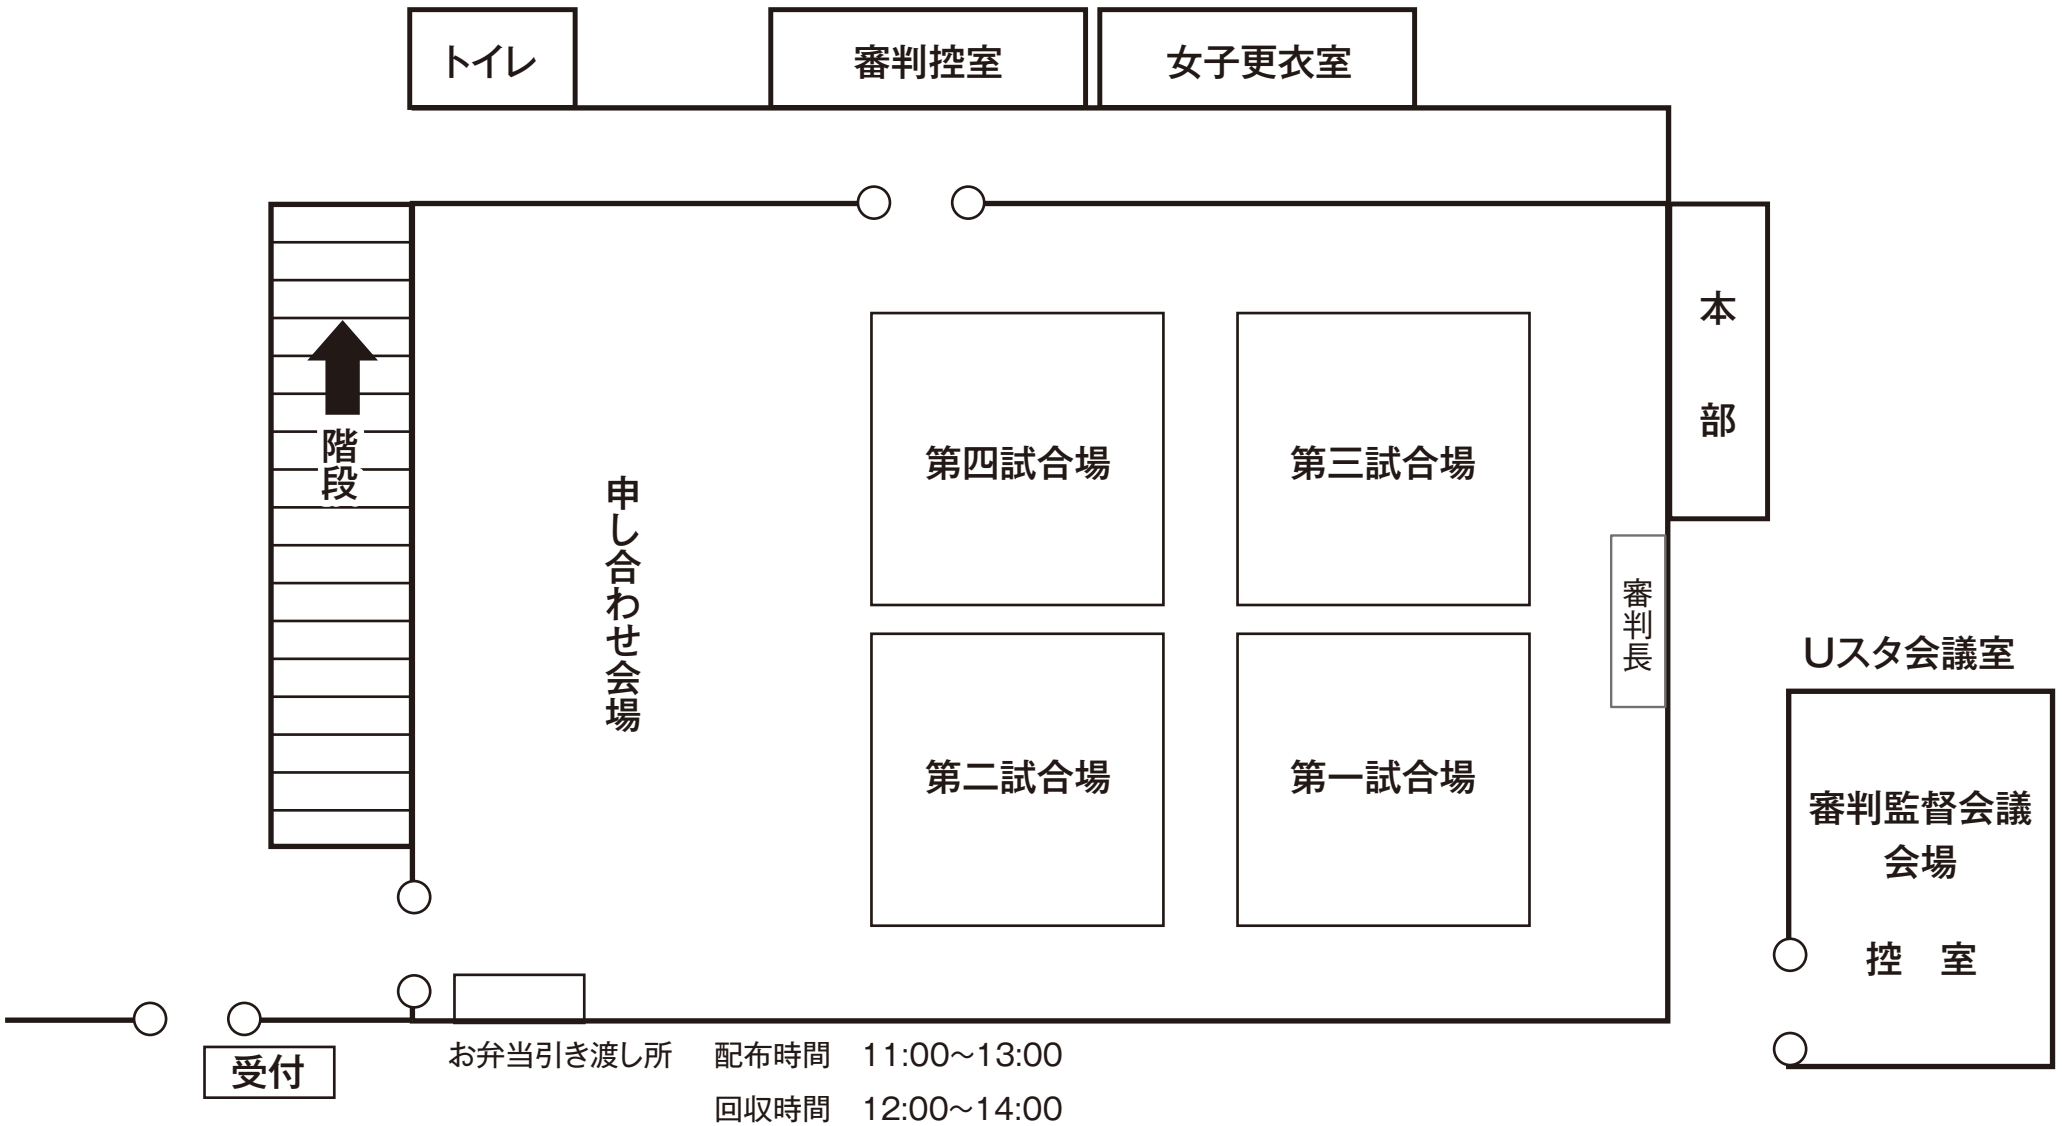 トイレ
審判控室
女子更衣室
本部
階段
申し合わせ会場
第四試合場
第三試合場
審判長
第二試合場
第一試合場
Uスタ会議室
審判監督会議
会場
控　室
受付
お弁当引き渡し所　配布時間　11:00〜13:00
回収時間　12:00〜14:00